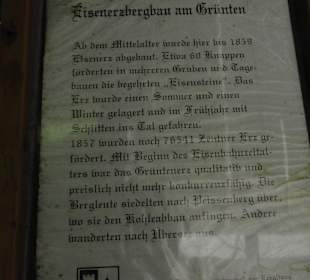 Eisenerzbergbau am Grünten
Ab dem Mittelalter wurde hier bis 1859
Eisenerz abgebaut. Etwa 60 Knappen
förderten in mehreren Gruben und Tage-
bauen die begehrten „Eisensteine". Das
Erz wurde einen Sommer und einen
Winter gelagert und im Frühjahr mit
Schlitten ins Tal gefahren.
1857 wurden noch 76541 Zentner Erz ge-
fördert. Mit Beginn des Eisenbahnzeital-
ters war das Grüntenerz qualitativ und
preislich nicht mehr konkurrenzfähig. Die
Bergleute siedelten nach Peissenberg über,
wo sie den Kohleabbau anfingen. Andere
wanderten nach Übersee aus.